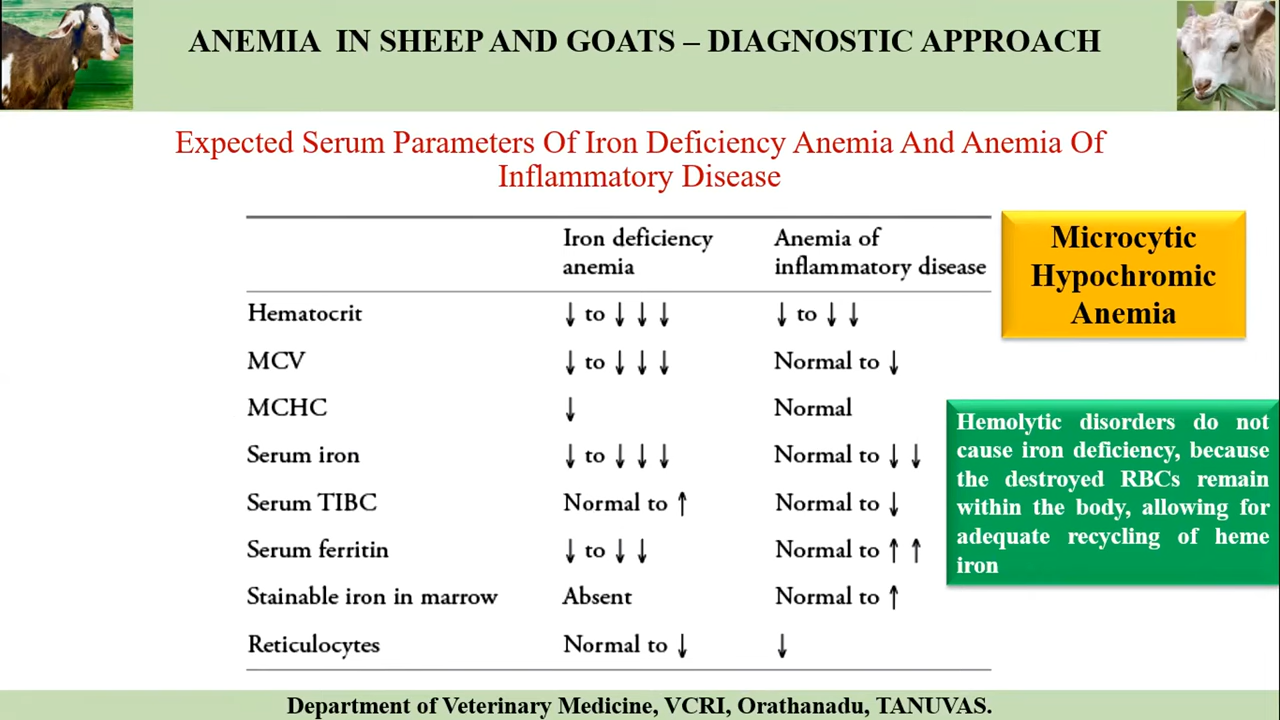 ANEMIA IN SHEEP AND GOATS – DIAGNOSTIC APPROACH
Expected Serum Parameters Of Iron Deficiency Anemia And Anemia Of
Inflammatory Disease
Iron deficiency anemia	Anemia of inflammatory disease
Hematocrit	↓ to ↓ ↓ ↓	↓ to ↓ ↓
MCV	↓ to ↓ ↓ ↓	Normal to ↓
MCHC	↓	Normal
Serum iron	↓ to ↓ ↓ ↓	Normal to ↓ ↓
Serum TIBC	Normal to ↑	Normal to ↓
Serum ferritin	↓ to ↓ ↓	Normal to ↑ ↑
Stainable iron in marrow	Absent	Normal to ↑
Reticulocytes	Normal to ↓	↓
Microcytic
Hypochromic
Anemia
Hemolytic disorders do not
cause iron deficiency, because
the destroyed RBCs remain
within the body, allowing for
adequate recycling of heme
iron
Department of Veterinary Medicine, VCRI, Orathanadu, TANUVAS.